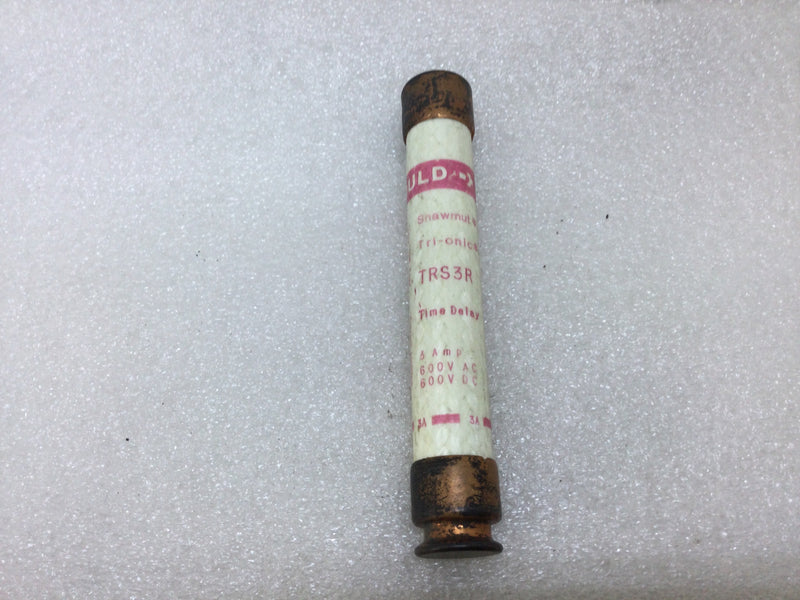 ULD
Shawmut
Tri-onic
TRS3R
Time Delay
3 Amp
600V AC
600V DC
3A 3A